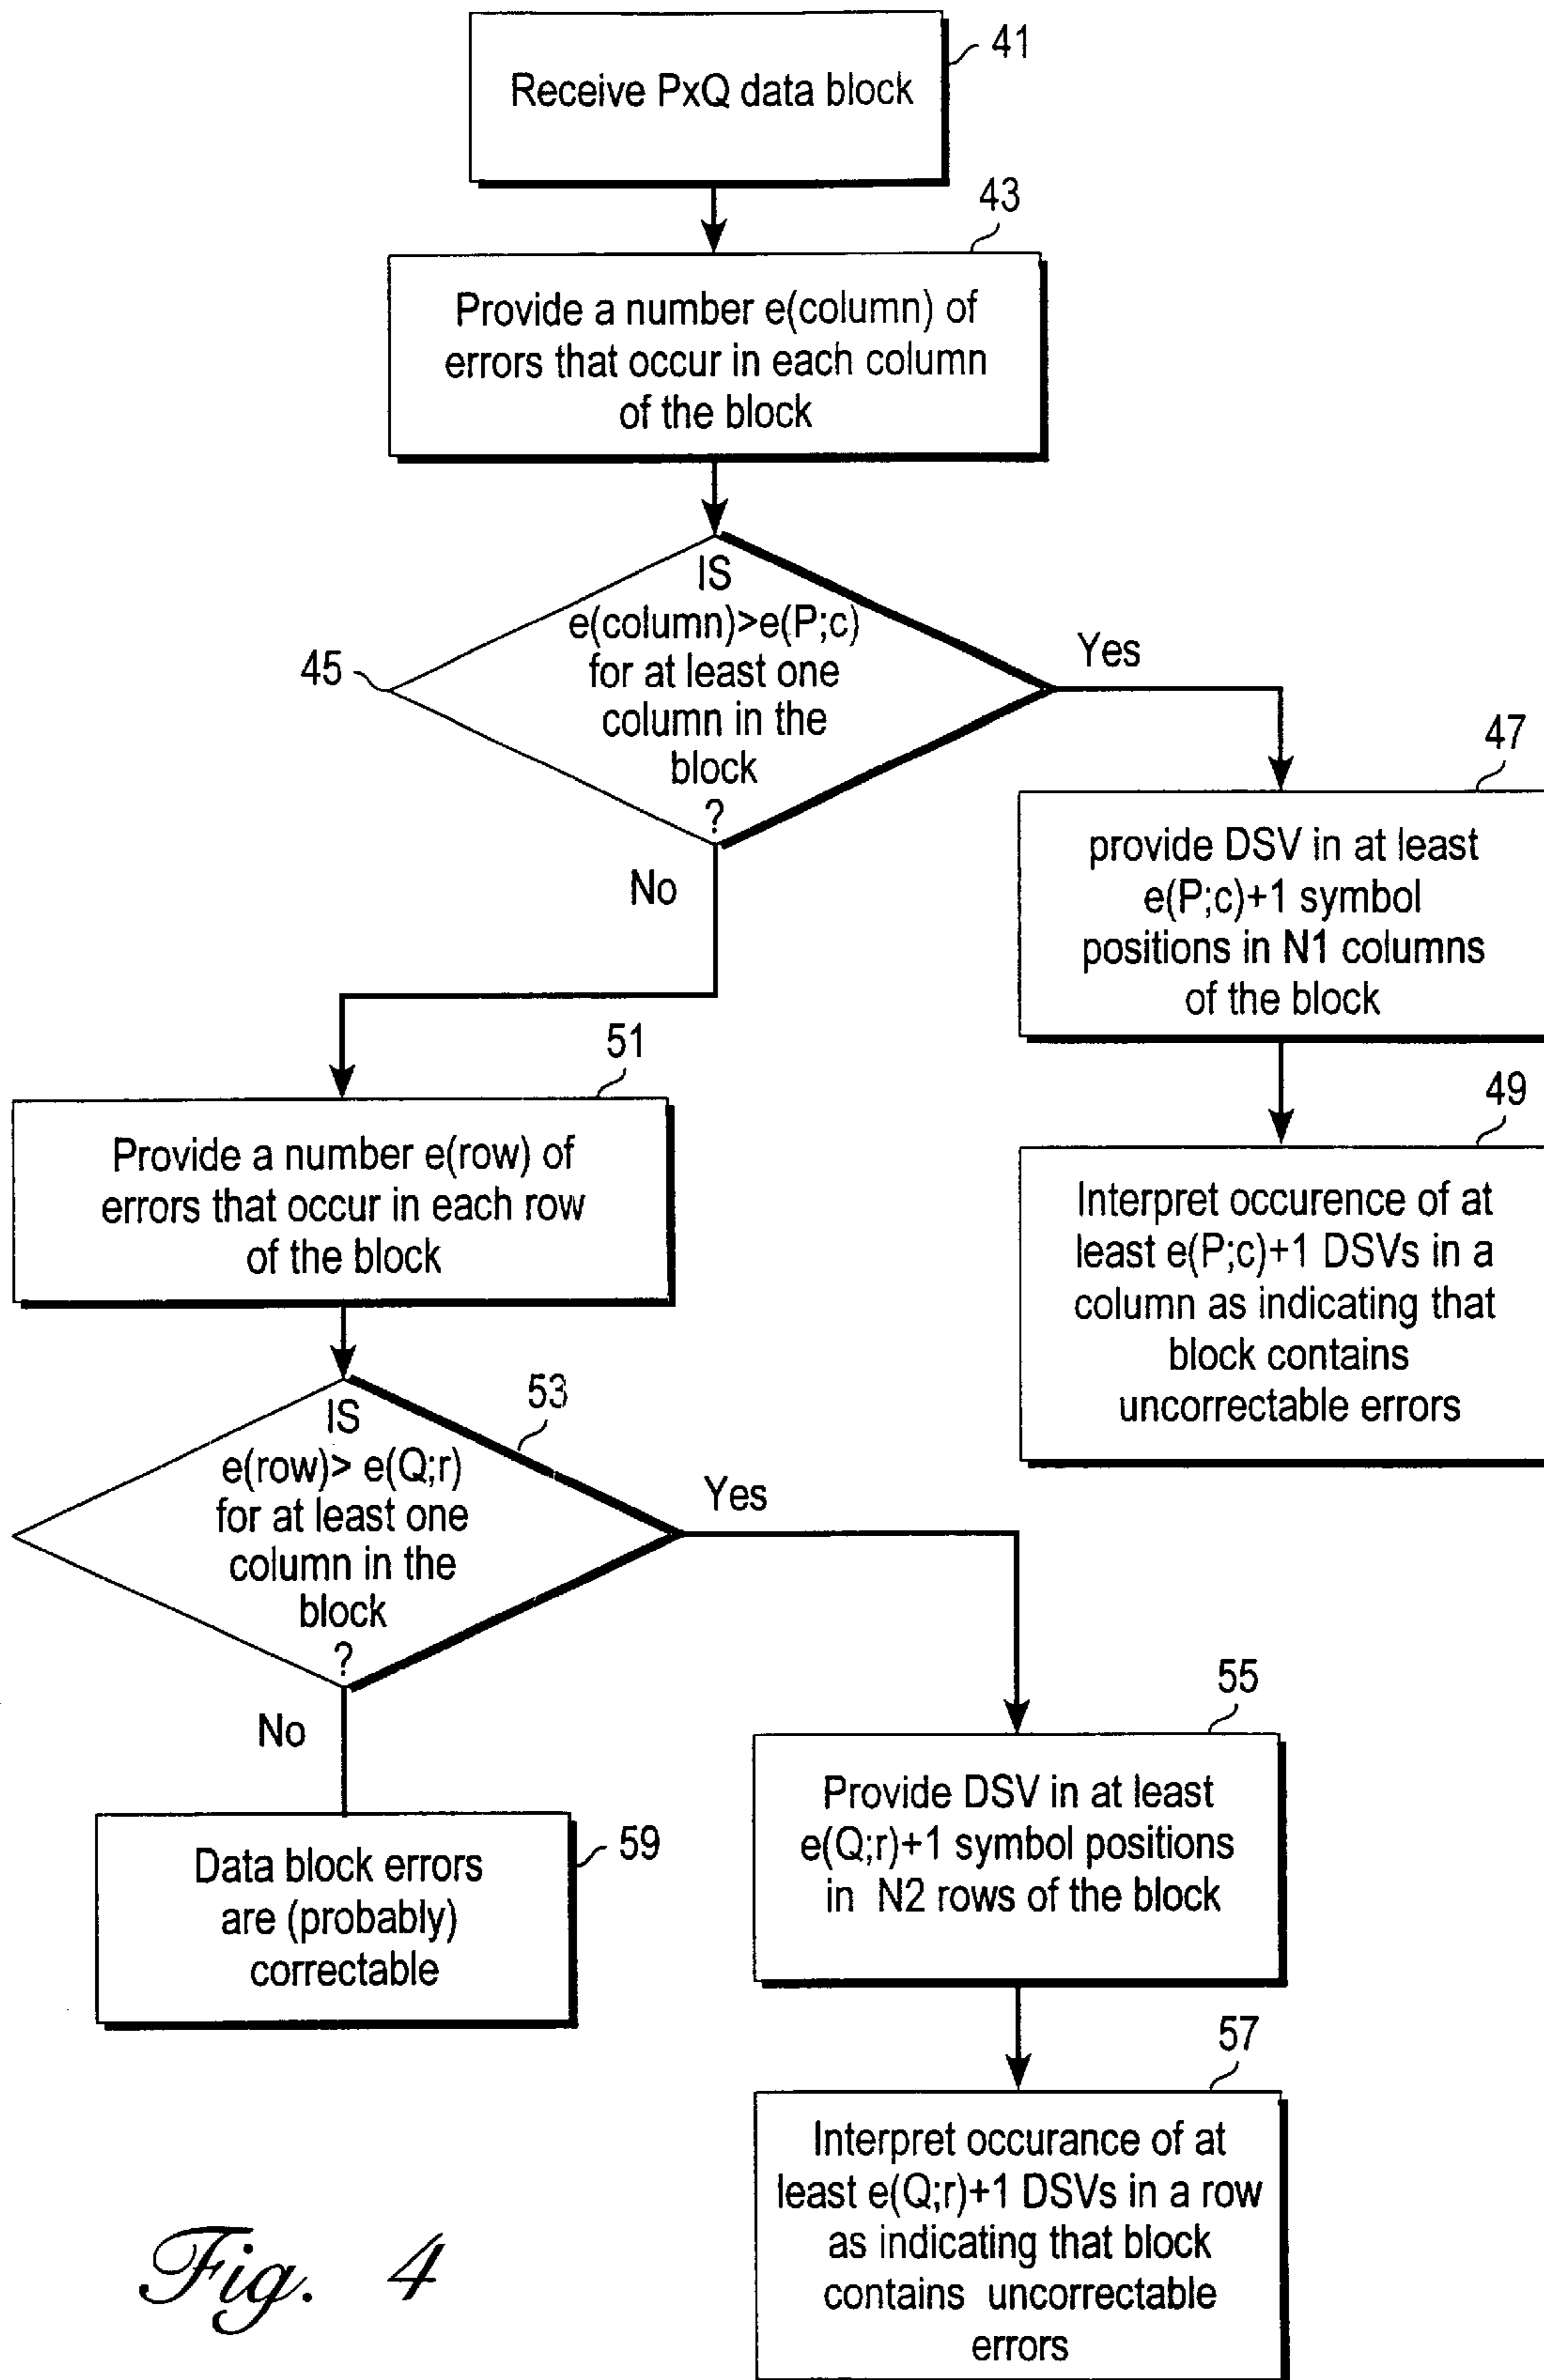 41
Receive PxQ data block
43
Provide a number e(column) of
errors that occur in each column
of the block
45
IS
e(column)>e(P;c)
for at least one
column in the
block
?
Yes
No
47
provide DSV in at least
e(P;c)+1 symbol
positions in N1 columns
of the block
49
Interpret occurence of at
least e(P;c)+1 DSVs in a
column as indicating that
block contains
uncorrectable errors
51
Provide a number e(row) of
errors that occur in each row
of the block
53
IS
e(row)> e(Q;r)
for at least one
column in the
block
?
Yes
No
55
Provide DSV in at least
e(Q;r)+1 symbol positions
in N2 rows of the block
59
Data block errors
are (probably)
correctable
57
Interpret occurance of at
least e(Q;r)+1 DSVs in a row
as indicating that block
contains uncorrectable
errors
Fig. 4